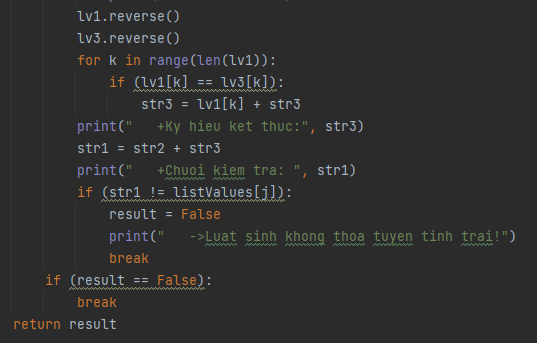 lv1.reverse()
lv3.reverse()
for k in range(len(lv1)):
if (lv1[k] == lv3[k]):
str3 = lv1[k] + str3
print("   +Ky hieu ket thuc:", str3)
str1 = str2 + str3
print("   +Chuoi kiem tra: ", str1)
if (str1 != listValues[j]):
result = False
print("   ->Luat sinh khong thoa tuyen tinh trai!")
break
if (result == False):
break
return result